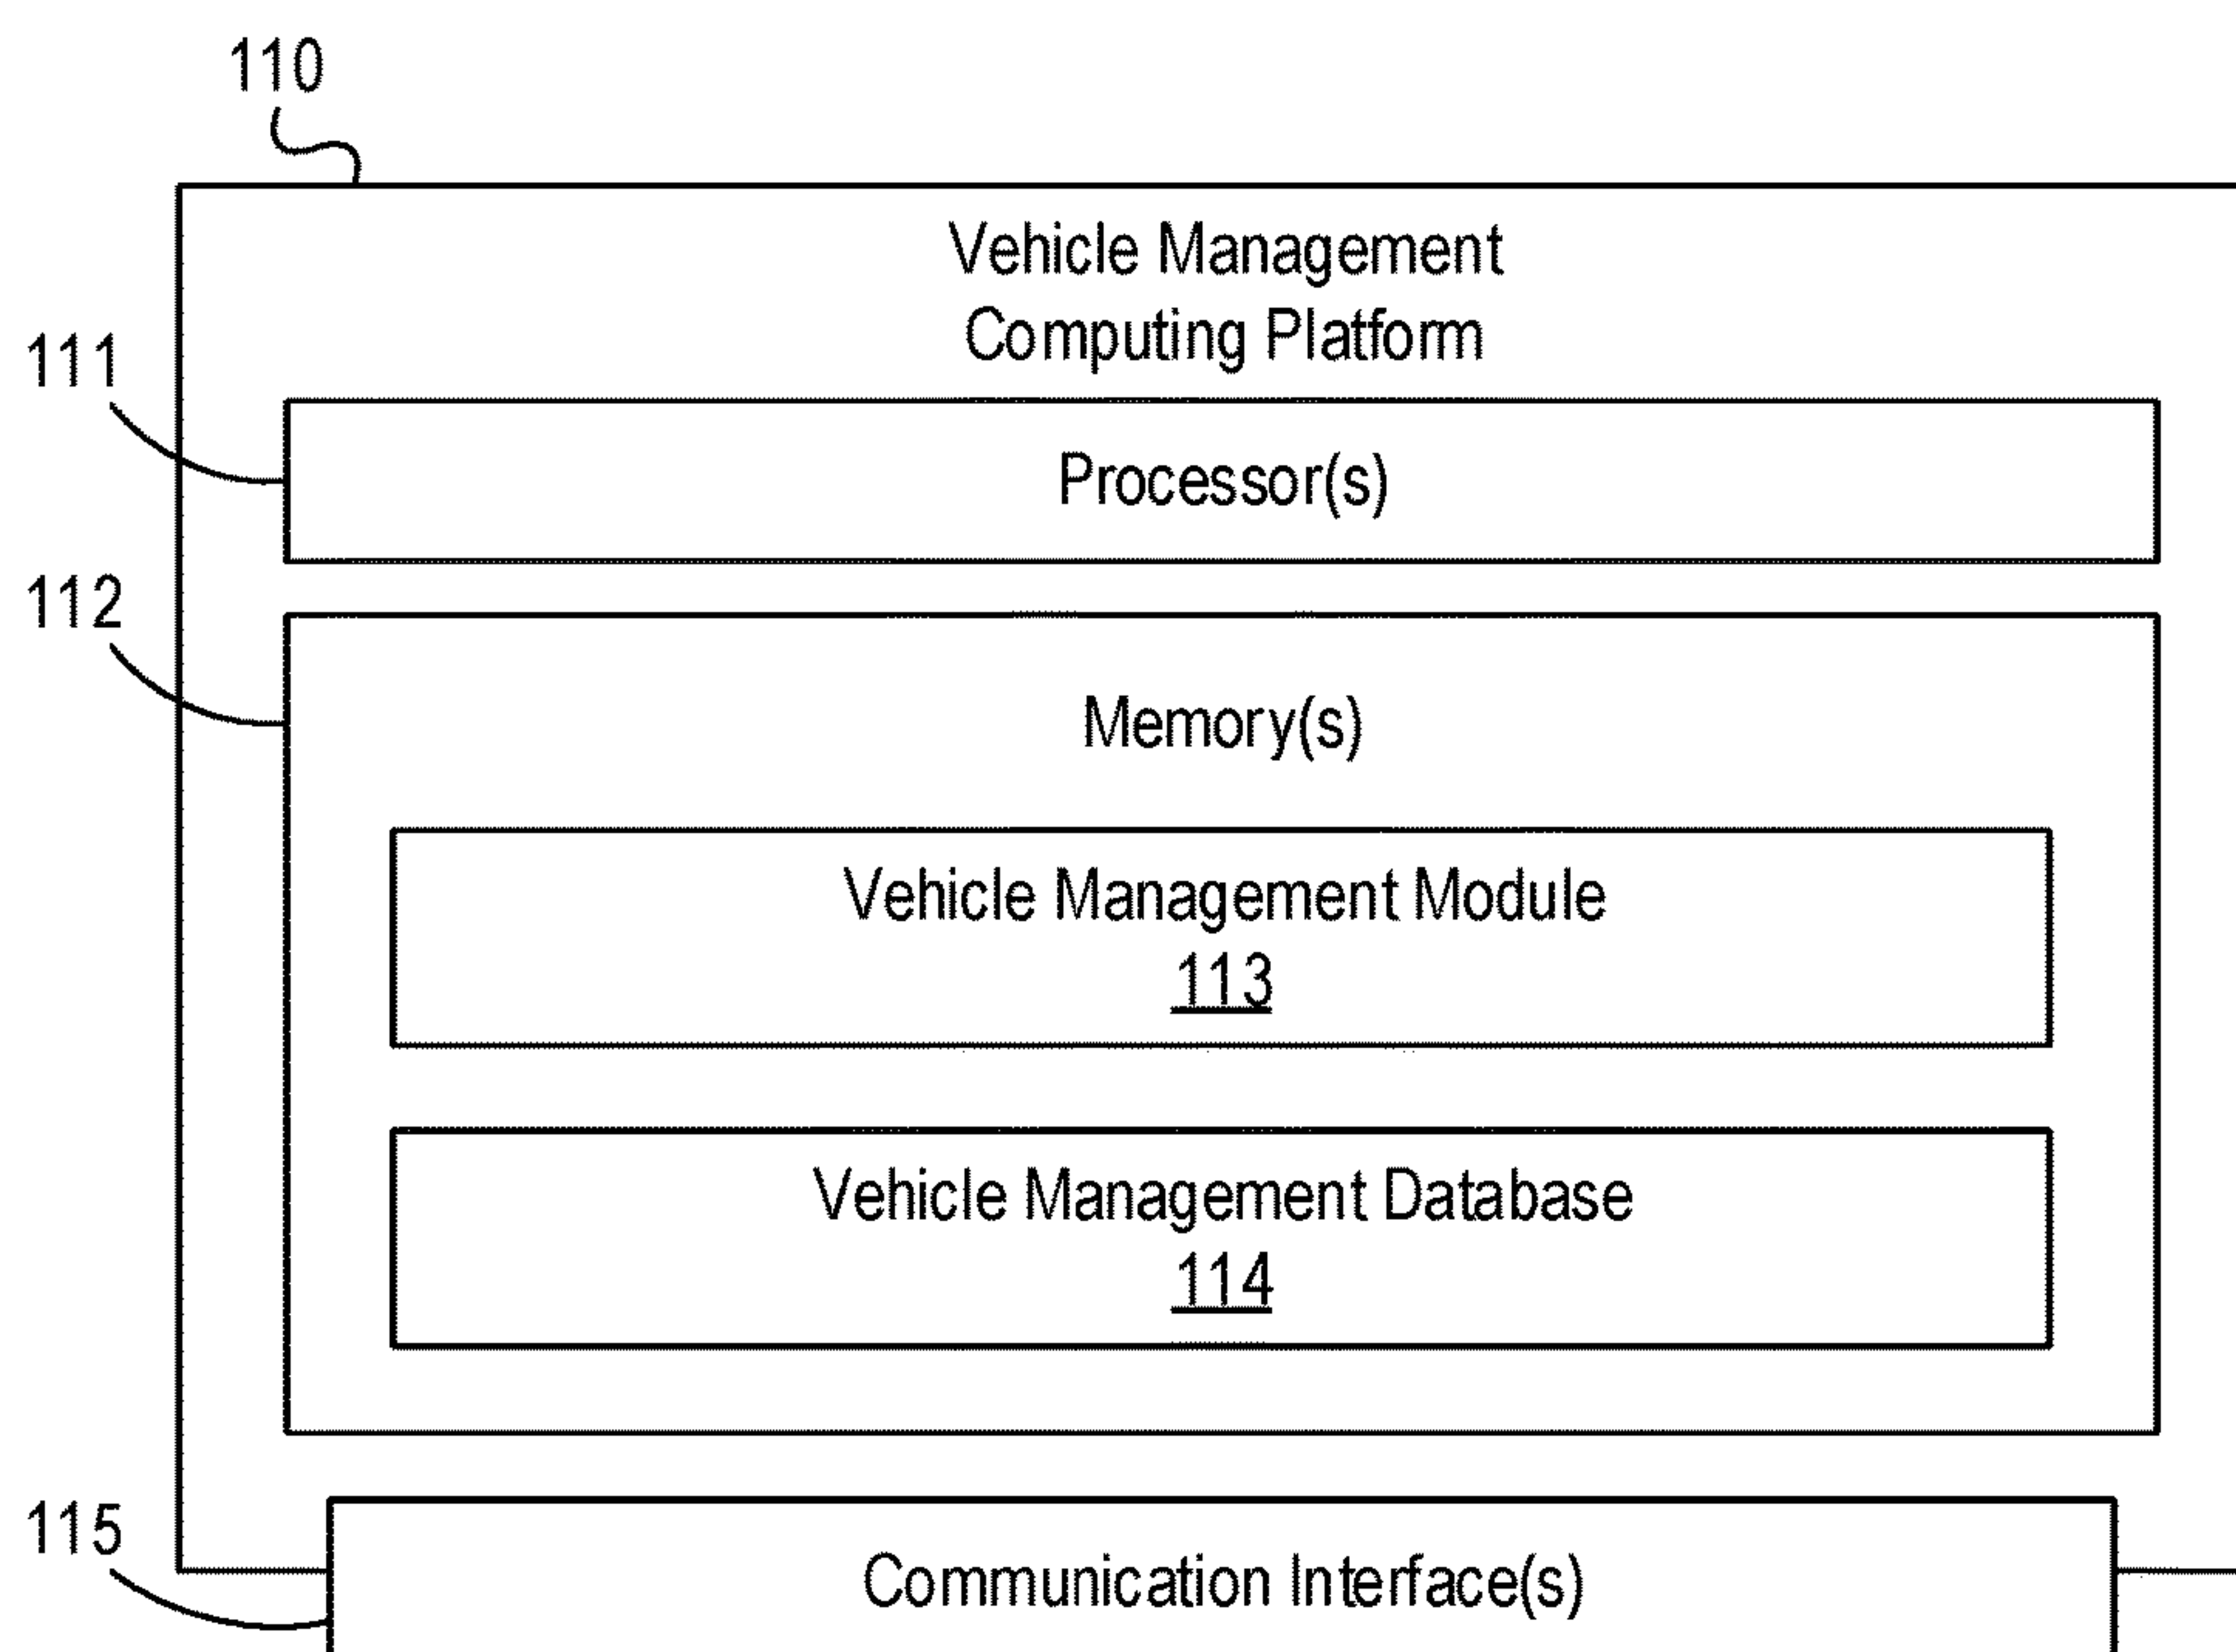 110
Vehicle Management
Computing Platform
111
Processor(s)
112
Memory(s)
Vehicle Management Module
113
Vehicle Management Database
114
115
Communication Interface(s)